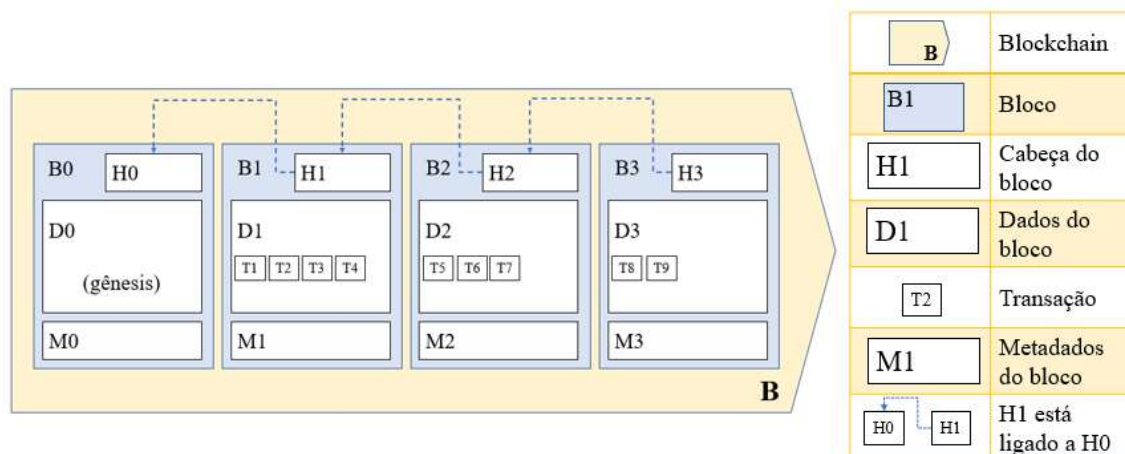 B0
H0
D0
(gênesis)
M0
B1
H1
D1
T1 T2 T3 T4
M1
B2
H2
D2
T5 T6 T7
M2
B3
H3
D3
T8 T9
M3
B
B
Blockchain
B1
Bloco
H1
Cabeça do
bloco
D1
Dados do
bloco
T2
Transação
M1
Metadados
do bloco
H0 H1
H1 está
ligado a H0